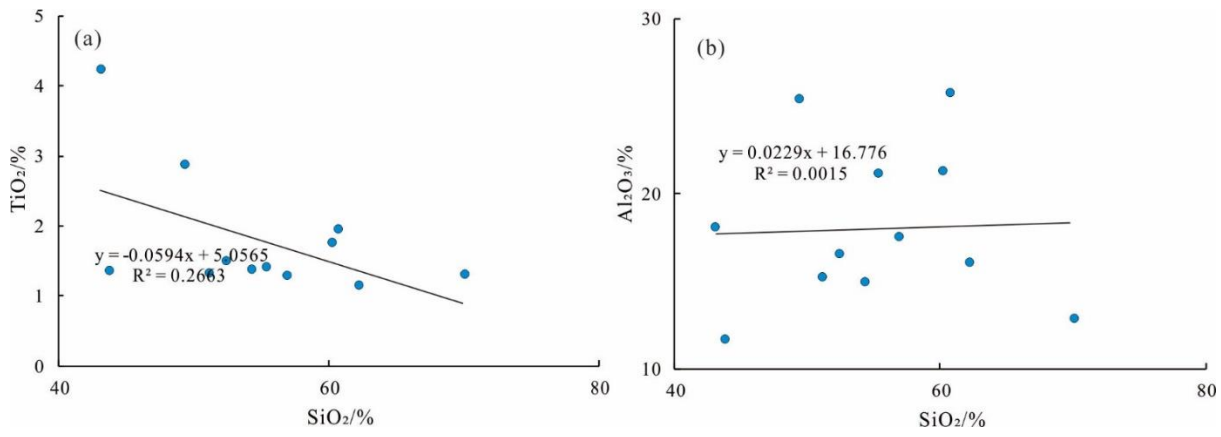 (a)
5
4
3
2
1
0
TiO₂/%
y = -0.0594x + 5.0565
R² = 0.2663
40
60
80
SiO₂/%
(b)
30
20
10
Al₂O₃/%
y = 0.0229x + 16.776
R² = 0.0015
40
60
80
SiO₂/%